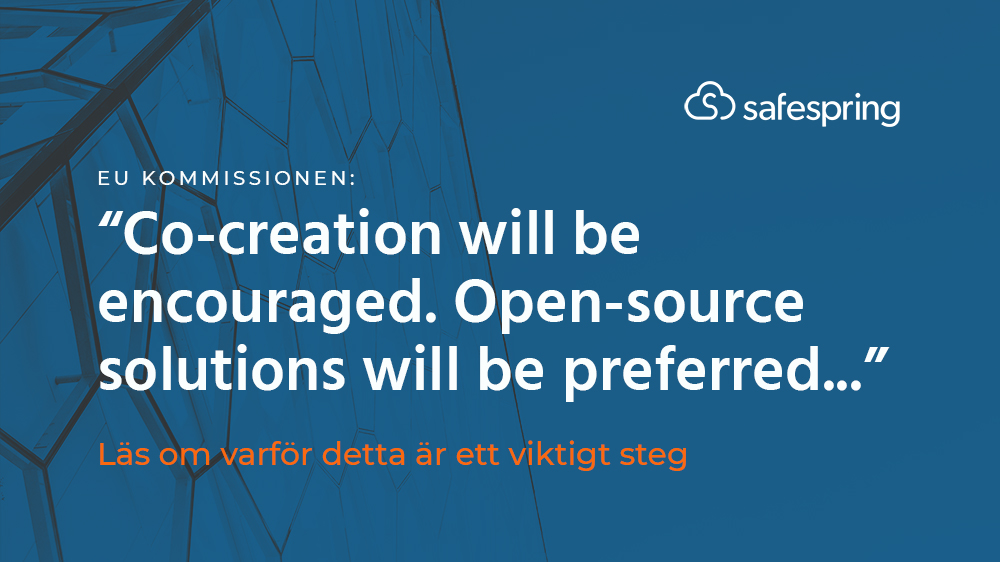 safespring
EU KOMMISSIONEN:
“Co-creation will be
encouraged. Open-source
solutions will be preferred...”
Läs om varför detta är ett viktigt steg